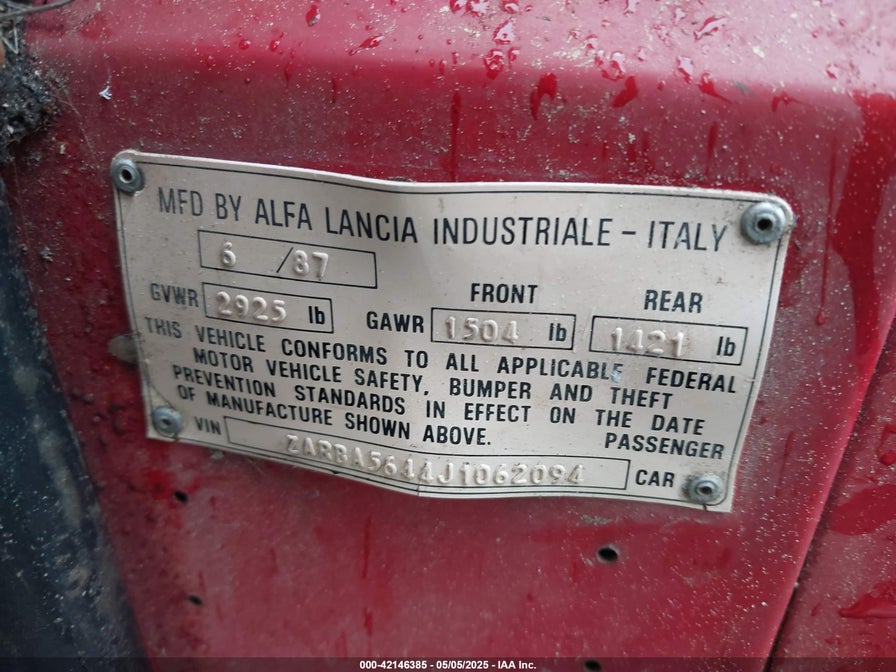 MFD BY ALFA LANCIA INDUSTRIALE - ITALY
6 /87
FRONT REAR
GVWR 2925 lb GAWR 1504 lb 1421 lb
THIS VEHICLE CONFORMS TO ALL APPLICABLE FEDERAL
MOTOR VEHICLE SAFETY, BUMPER AND THEFT
PREVENTION STANDARDS IN EFFECT ON THE DATE
OF MANUFACTURE SHOWN ABOVE. PASSENGER
VIN ZARBA5644J1062094 CAR
000-42146385 - 05/05/2025 - IAA Inc.